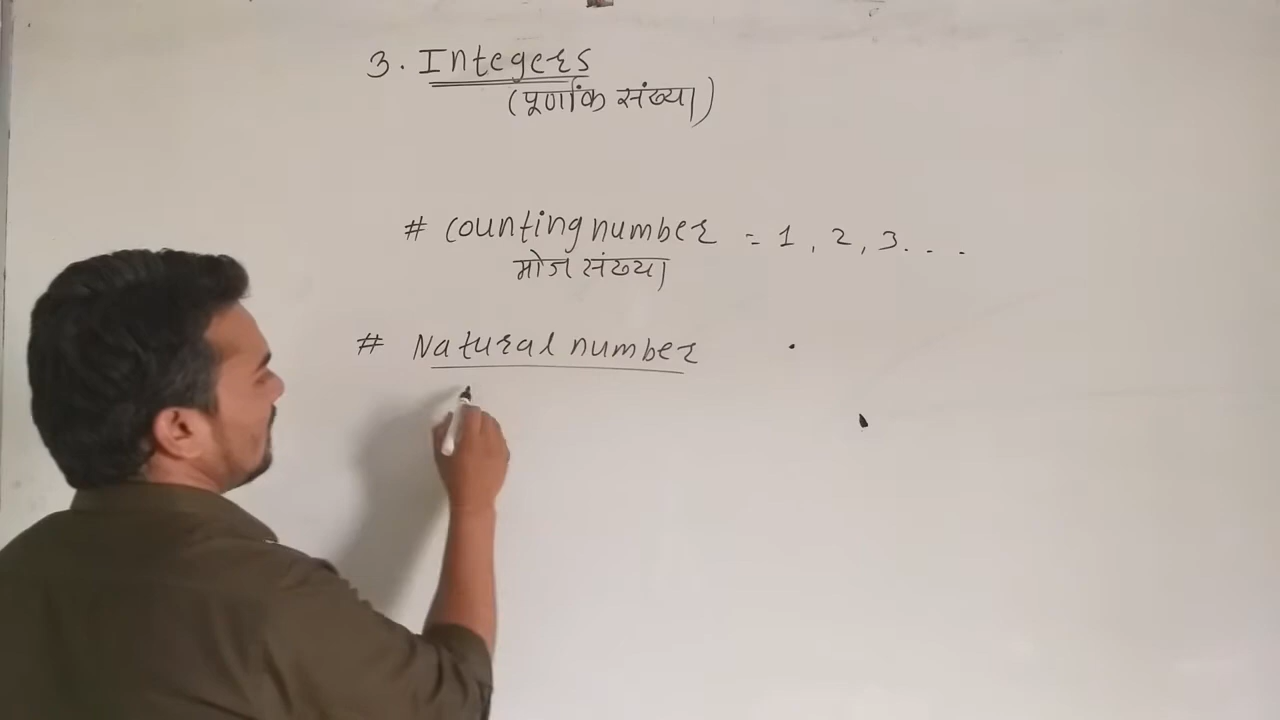 3. Integers
(पूर्णांक संख्या)
# Counting number = 1, 2, 3...
मोज संख्या
# Natural number